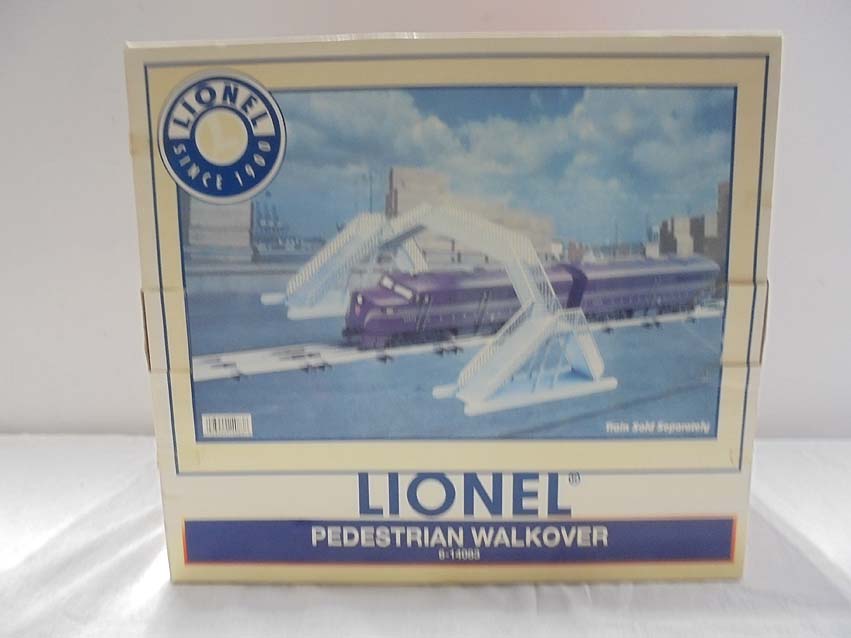 LIONEL
SINCE 1900
Train Sold Separately
LIONEL®
PEDESTRIAN WALKOVER
6-14083